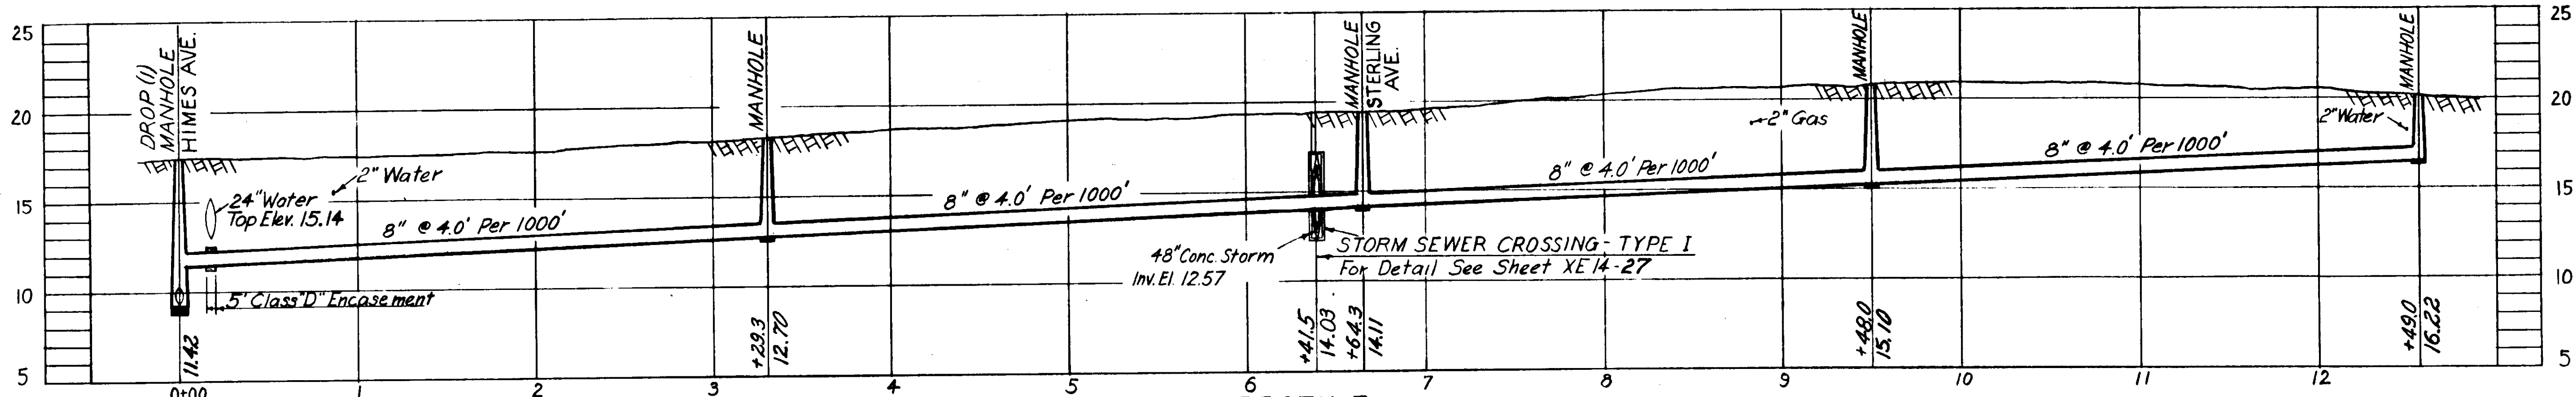 25
20
15
10
5
DROP (1)
MANHOLE
HIMES AVE.
MANHOLE
MANHOLE
STERLING
AVE.
MANHOLE
MANHOLE
25
20
15
10
5
24" Water
Top Elev. 15.14
2" Water
8" @ 4.0' Per 1000'
5' Class "D" Encasement
8" @ 4.0' Per 1000'
48" Conc. Storm
Inv. El. 12.57
STORM SEWER CROSSING - TYPE I
For Detail See Sheet XE14-27
8" @ 4.0' Per 1000'
2" Gas
8" @ 4.0' Per 1000'
2" Water
11.42
+29.3
12.70
+41.5
14.03
+64.3
14.11
+48.0
15.10
+49.0
16.22
0+00
1
2
3
4
5
6
7
8
9
10
11
12